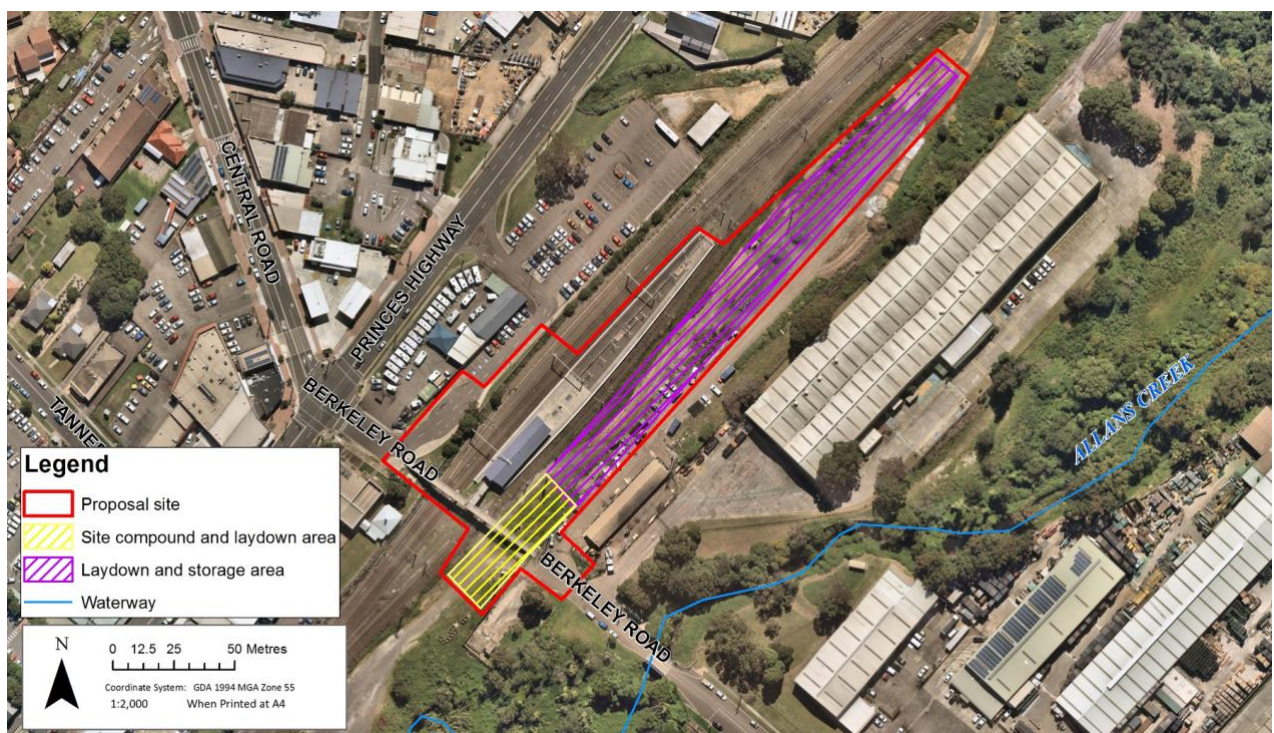 CENTRAL ROAD
PRINCES HIGHWAY
BERKELEY ROAD
TANNE
ALLANS CREEK
BERKELEY ROAD
Legend
Proposal site
Site compound and laydown area
Laydown and storage area
Waterway
N
0 12.5 25 50 Metres
Coordinate System: GDA 1994 MGA Zone 55
1:2,000 When Printed at A4